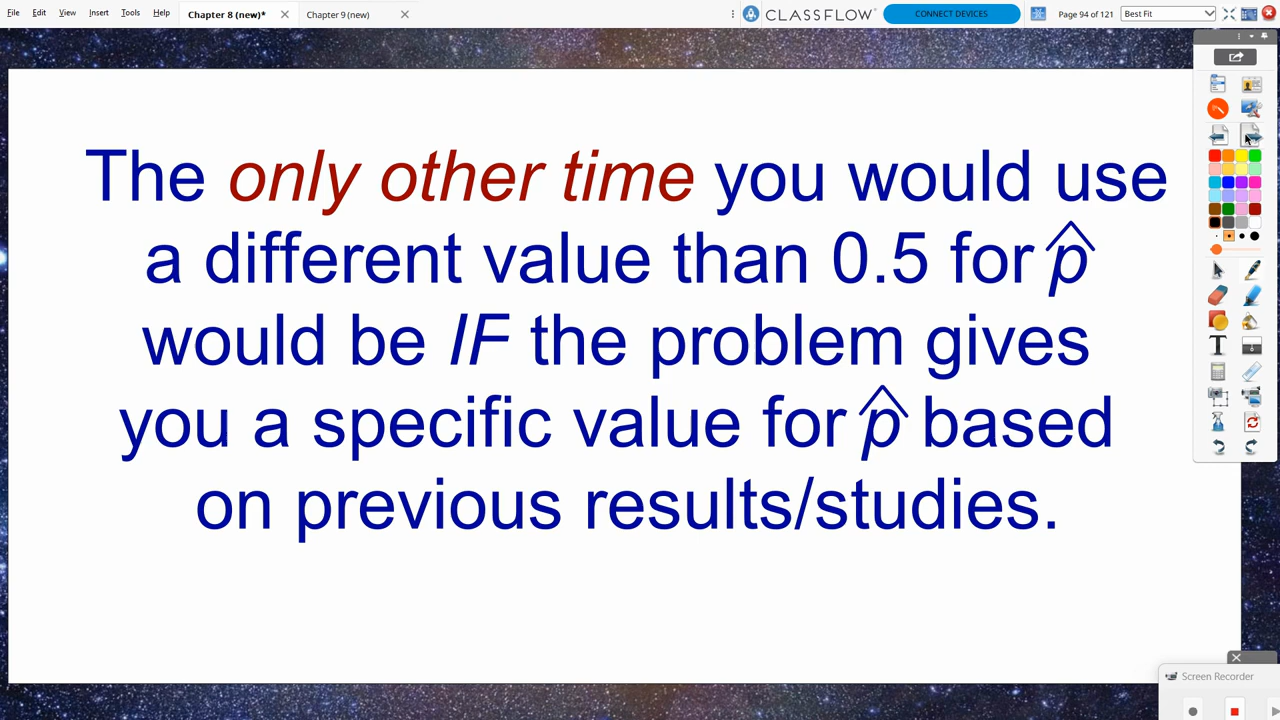 File Edit View Insert Tools Help Chapter 8 (new)* Chapter 9 (new) CLASSFLOW CONNECT DEVICES Page 94 of 121 Best Fit
The only other time you would use
a different value than 0.5 for p̂
would be IF the problem gives
you a specific value for p̂ based
on previous results/studies.
Screen Recorder